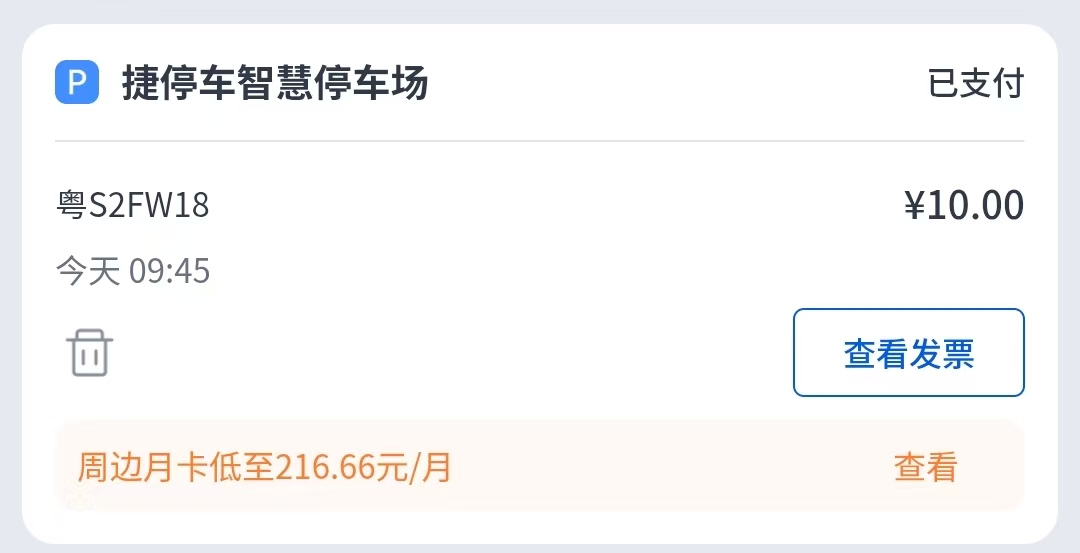 P 捷停车智慧停车场 已支付
粤S2FW18 ¥10.00
今天 09:45
查看发票
周边月卡低至216.66元/月 查看